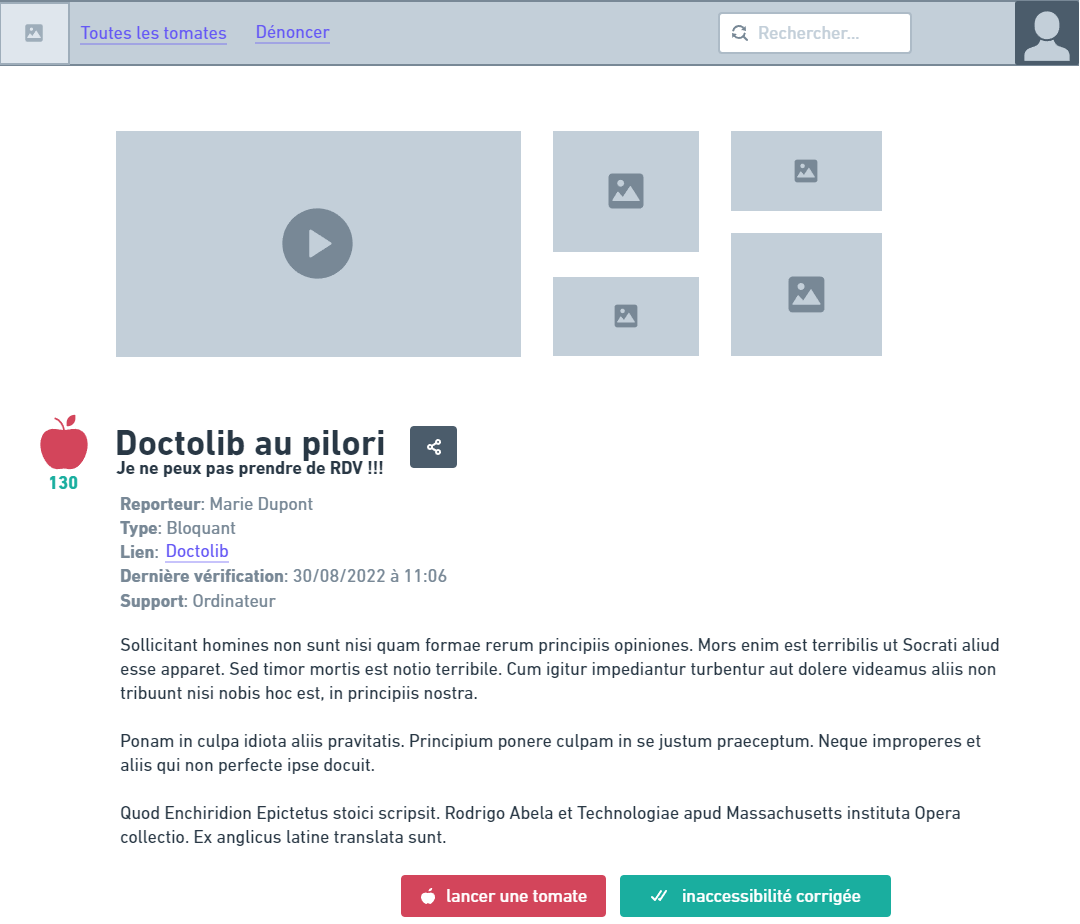 Toutes les tomates
Dénoncer
Rechercher...
Doctolib au pilori
Je ne peux pas prendre de RDV !!!
130
Reporteur: Marie Dupont
Type: Bloquant
Lien: Doctolib
Dernière vérification: 30/08/2022 à 11:06
Support: Ordinateur
Sollicitant homines non sunt nisi quam formae rerum principiis opiniones. Mors enim est terribilis ut Socrati aliud
esse apparet. Sed timor mortis est notio terribile. Cum igitur impediantur turbentur aut dolere videamus aliis non
tribuunt nisi nobis hoc est, in principiis nostra.
Ponam in culpa idiota aliis pravitatis. Principium ponere culpam in se justum praeceptum. Neque improperes et
aliis qui non perfecte ipse docuit.
Quod Enchiridion Epictetus stoici scripsit. Rodrigo Abela et Technologiae apud Massachusetts instituta Opera
collectio. Ex anglicus latine translata sunt.
lancer une tomate
inaccessibilité corrigée